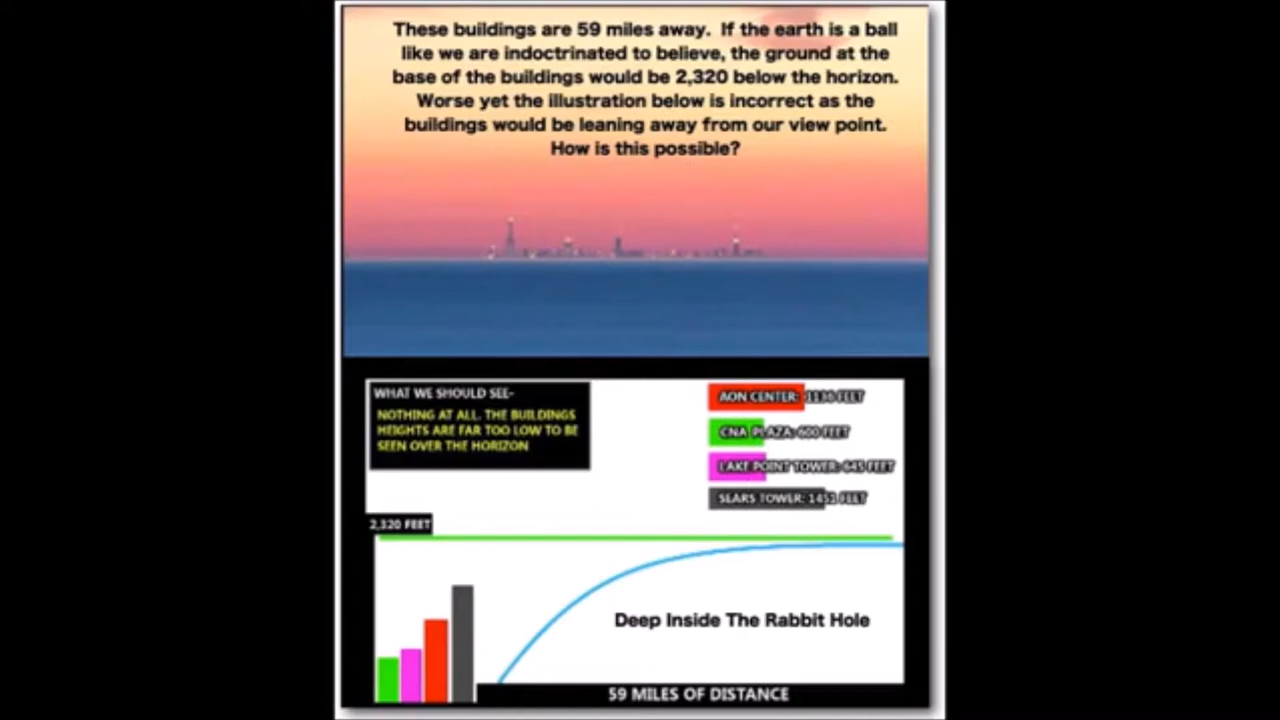 These buildings are 59 miles away. If the earth is a ball
like we are indoctrinated to believe, the ground at the
base of the buildings would be 2,320 below the horizon.
Worse yet the illustration below is incorrect as the
buildings would be leaning away from our view point.
How is this possible?
WHAT WE SHOULD SEE-
NOTHING AT ALL. THE BUILDINGS
HEIGHTS ARE FAR TOO LOW TO BE
SEEN OVER THE HORIZON
AON CENTER: 1136 FEET
CNA PLAZA: 600 FEET
LAKE POINT TOWER: 645 FEET
SEARS TOWER: 1451 FEET
2,320 FEET
Deep Inside The Rabbit Hole
59 MILES OF DISTANCE